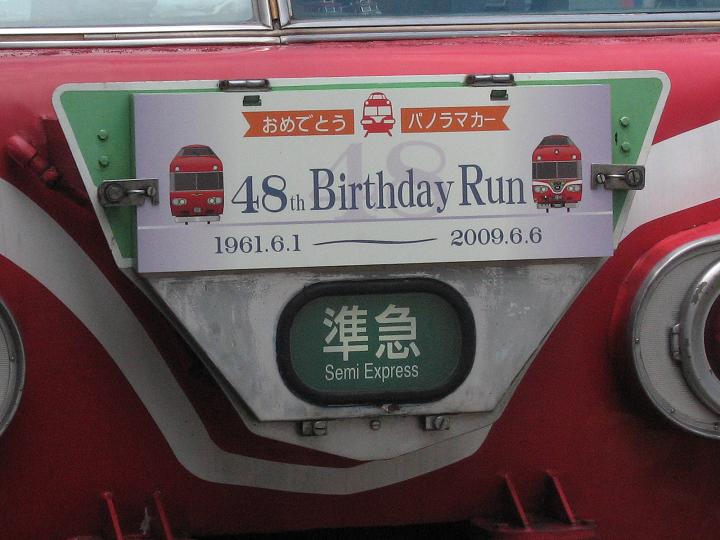 おめでとう パノラマカー
48
48th Birthday Run
1961.6.1 2009.6.6
準急
Semi Express